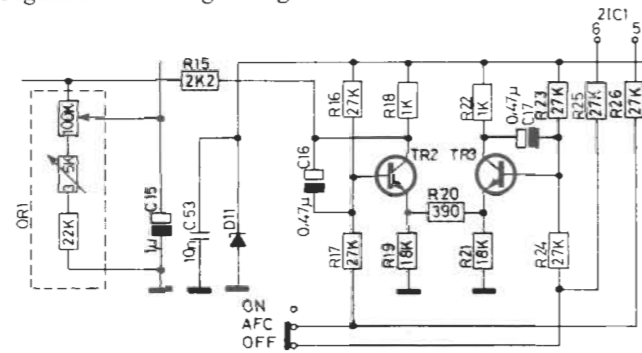 2IC1
6 5
R15
2K2
R16
27K
R18
1K
R22
1K
0.47µ
C17
R23
27K
R25
27K
R26
27K
100K
3.5K
22K
OR1
C15
1µ
C53
10n
D11
C16
0.47µ
TR2
TR3
R20
390
R17
27K
R19
18K
R21
18K
R24
27K
ON
AFC
OFF